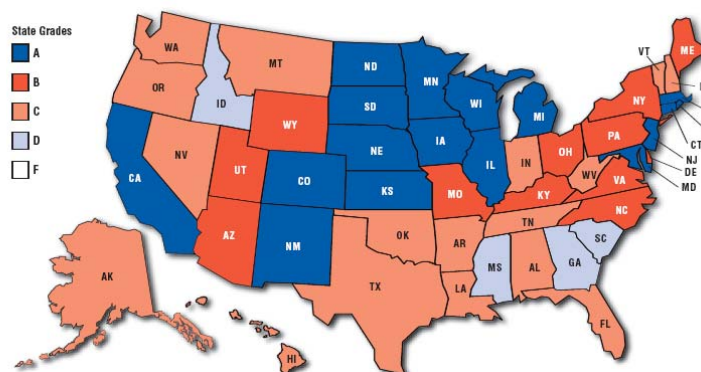 State Grades
A
B
C
D
F
WA
OR
MT
ID
WY
NV
UT
CA
AZ
CO
NM
ND
SD
NE
KS
OK
TX
MN
WI
IA
IL
MI
MO
AR
LA
MS
AL
TN
KY
IN
OH
WV
VA
NC
SC
GA
FL
PA
NY
VT
ME
CT
NJ
DE
MD
AK
HI